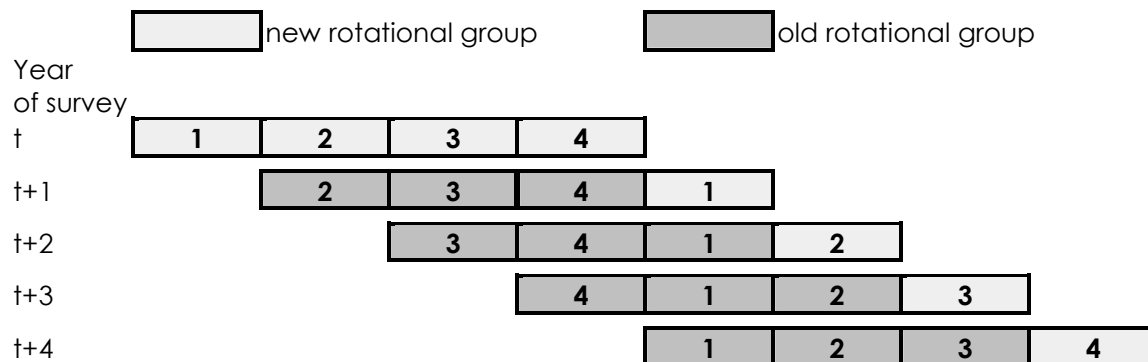 new rotational group old rotational group
Year
of survey
t 1 2 3 4
t+1 2 3 4 1
t+2 3 4 1 2
t+3 4 1 2 3
t+4 1 2 3 4